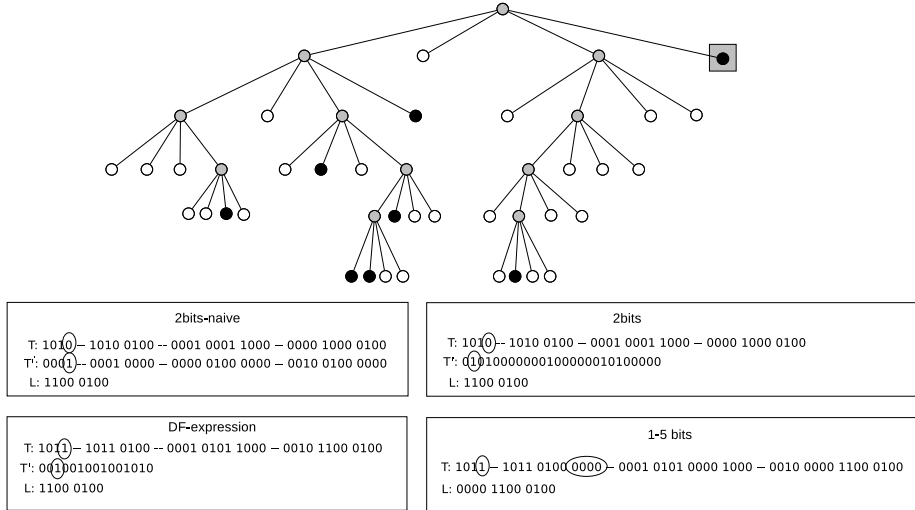 2bits-naive
T: 1010 – 1010 0100 -- 0001 0001 1000 – 0000 1000 0100
T': 0001 – 0001 0000 – 0000 0100 0000 – 0010 0100 0000
L: 1100 0100
2bits
T: 1010 – 1010 0100 – 0001 0001 1000 – 0000 1000 0100
T': 010100000001000000010100000
L: 1100 0100
DF-expression
T: 1011 – 1011 0100 -- 0001 0101 1000 – 0010 1100 0100
T': 001001001001010
L: 1100 0100
1-5 bits
T: 1011 – 1011 0100 0000 – 0001 0101 0000 1000 – 0010 0000 1100 0100
L: 0000 1100 0100